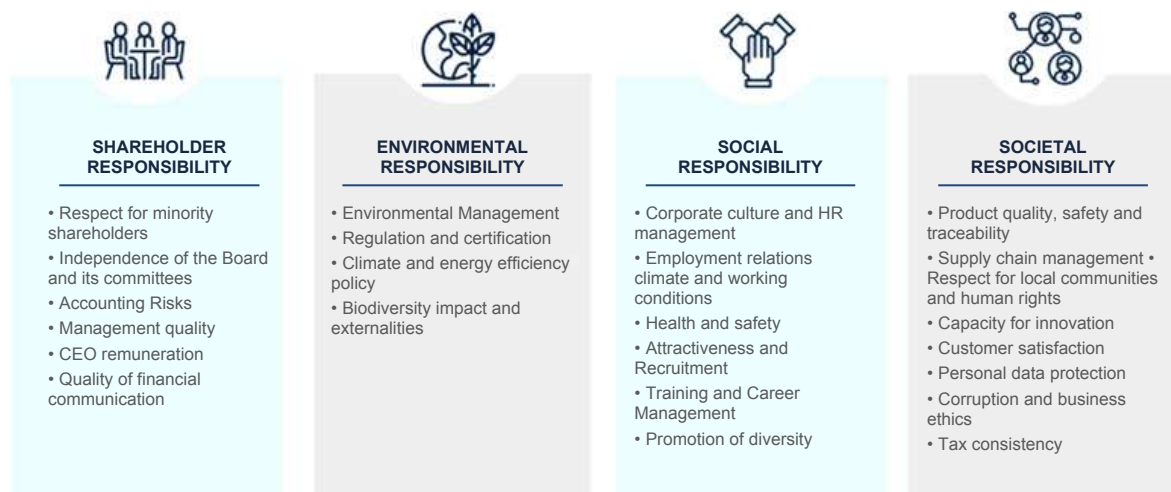 SHAREHOLDER
RESPONSIBILITY
• Respect for minority
shareholders
• Independence of the Board
and its committees
• Accounting Risks
• Management quality
• CEO remuneration
• Quality of financial
communication
ENVIRONMENTAL
RESPONSIBILITY
• Environmental Management
• Regulation and certification
• Climate and energy efficiency
policy
• Biodiversity impact and
externalities
SOCIAL
RESPONSIBILITY
• Corporate culture and HR
management
• Employment relations
climate and working
conditions
• Health and safety
• Attractiveness and
Recruitment
• Training and Career
Management
• Promotion of diversity
SOCIETAL
RESPONSIBILITY
• Product quality, safety and
traceability
• Supply chain management •
Respect for local communities
and human rights
• Capacity for innovation
• Customer satisfaction
• Personal data protection
• Corruption and business
ethics
• Tax consistency